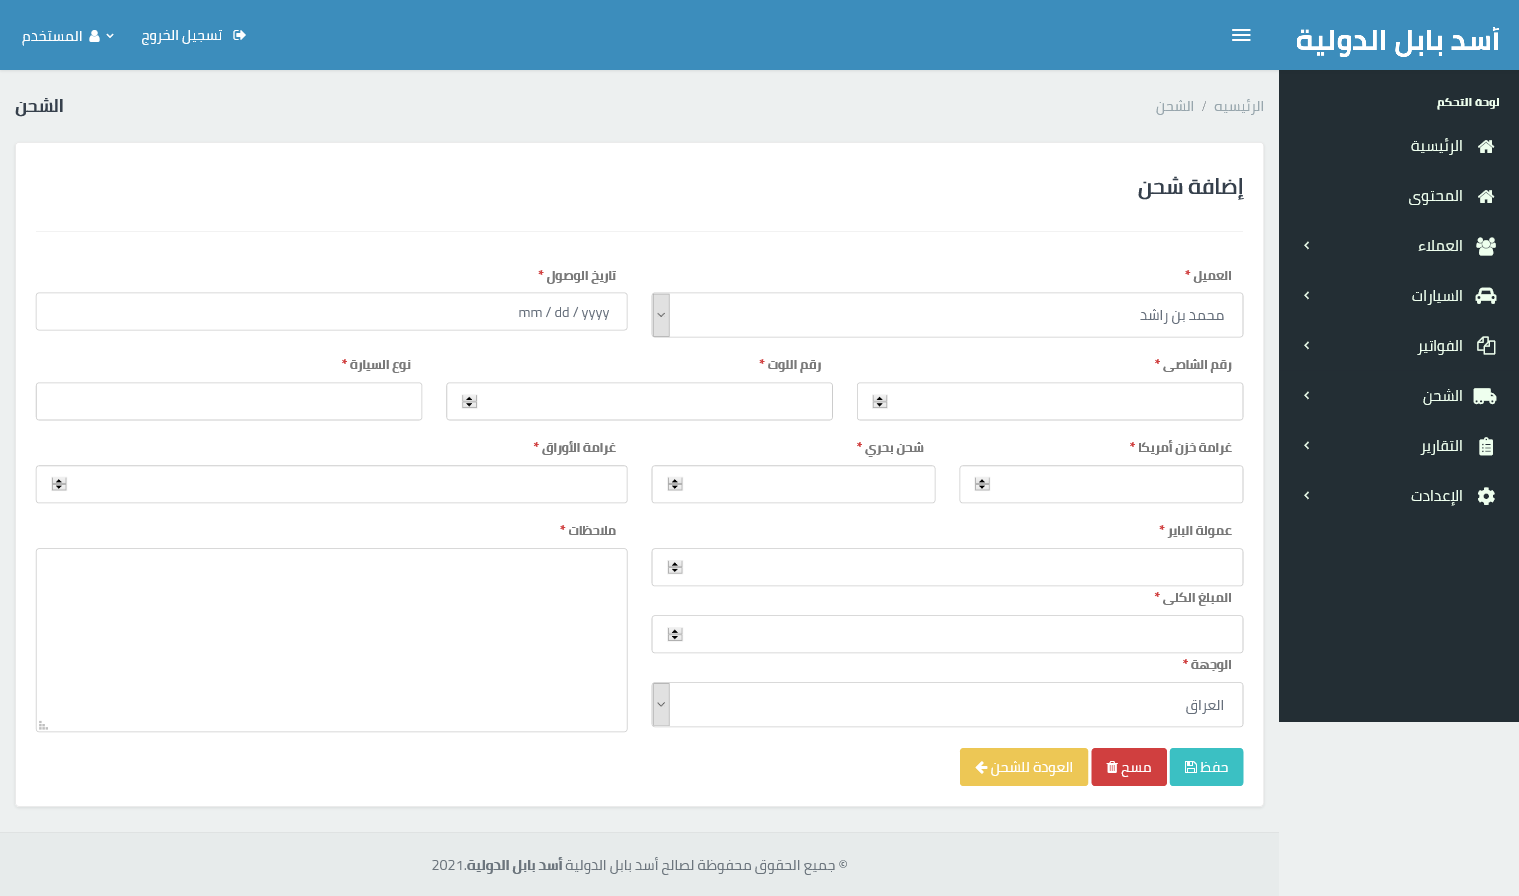 أسد بابل الدولية
تسجيل الخروج
المستخدم
لوحة التحكم
الرئيسية
المحتوى
العملاء
السيارات
الفواتير
الشحن
التقارير
الإعدادت
الرئيسيه / الشحن
الشحن
إضافة شحن
العميل *
تاريخ الوصول *
محمد بن راشد
mm / dd / yyyy
رقم الشاصى *
رقم اللوت *
نوع السيارة *
غرامة خزن أمريكا *
شحن بحري *
غرامة الأوراق *
عمولة الباير *
ملاحظات *
المبلغ الكلى *
الوجهة *
العراق
حفظ
مسح
العودة للشحن
© جميع الحقوق محفوظة لصالح أسد بابل الدولية أسد بابل الدولية.2021